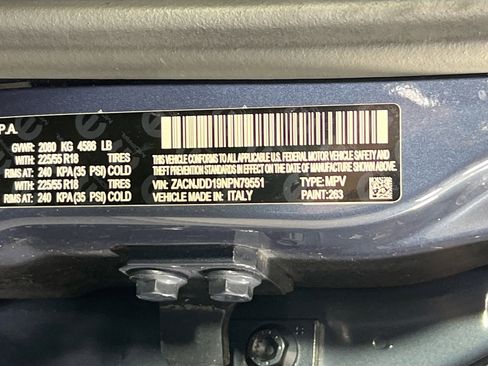 P.A.
GVWR: 2080 KG 4586 LB
WITH 225/55 R18 TIRES
RIMS AT: 240 KPA(35 PSI) COLD
WITH 225/55 R18 TIRES
RIMS AT: 240 KPA(35 PSI) COLD
THIS VEHICLE CONFORMS TO ALL APPLICABLE U.S. FEDERAL MOTOR
VEHICLE SAFETY, BUMPER, AND THEFT PREVENTION STANDARDS IN
EFFECT ON THE DATE OF MANUFACTURE SHOWN ABOVE.
VIN: ZACNJDD19NPN79551 TYPE: MPV
VEHICLE MADE IN: ITALY PAINT: 263